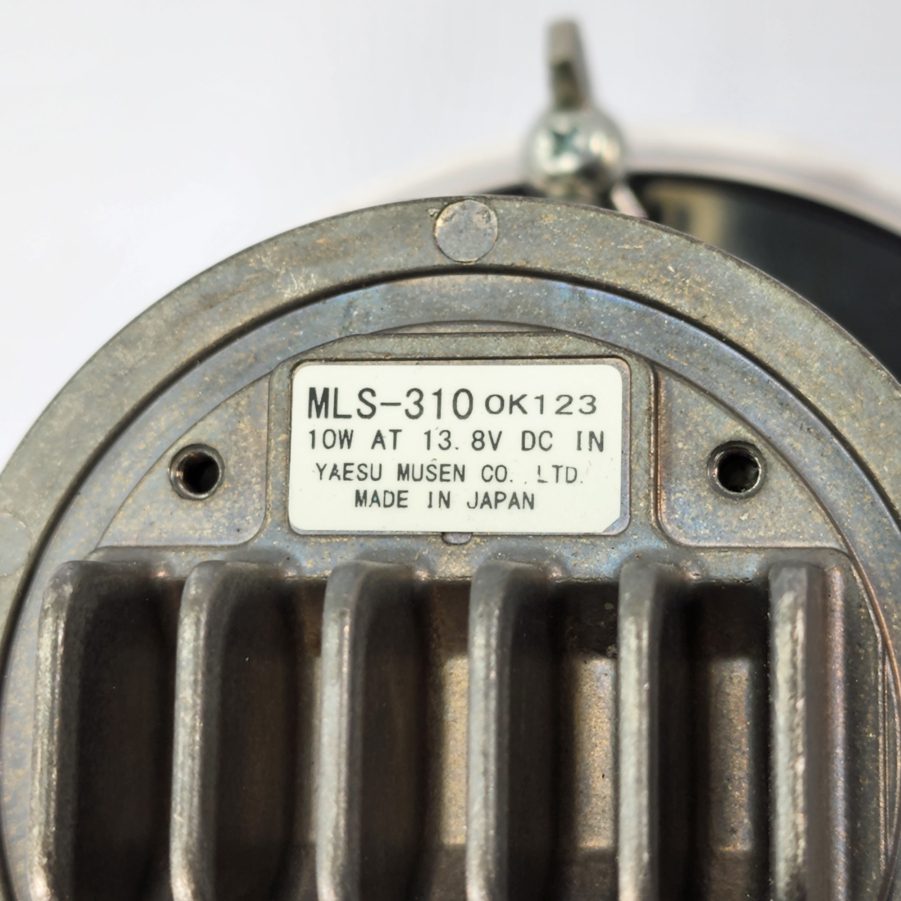 MLS-310 OK123
10W AT 13.8V DC IN
YAESU MUSEN CO.,LTD.
MADE IN JAPAN